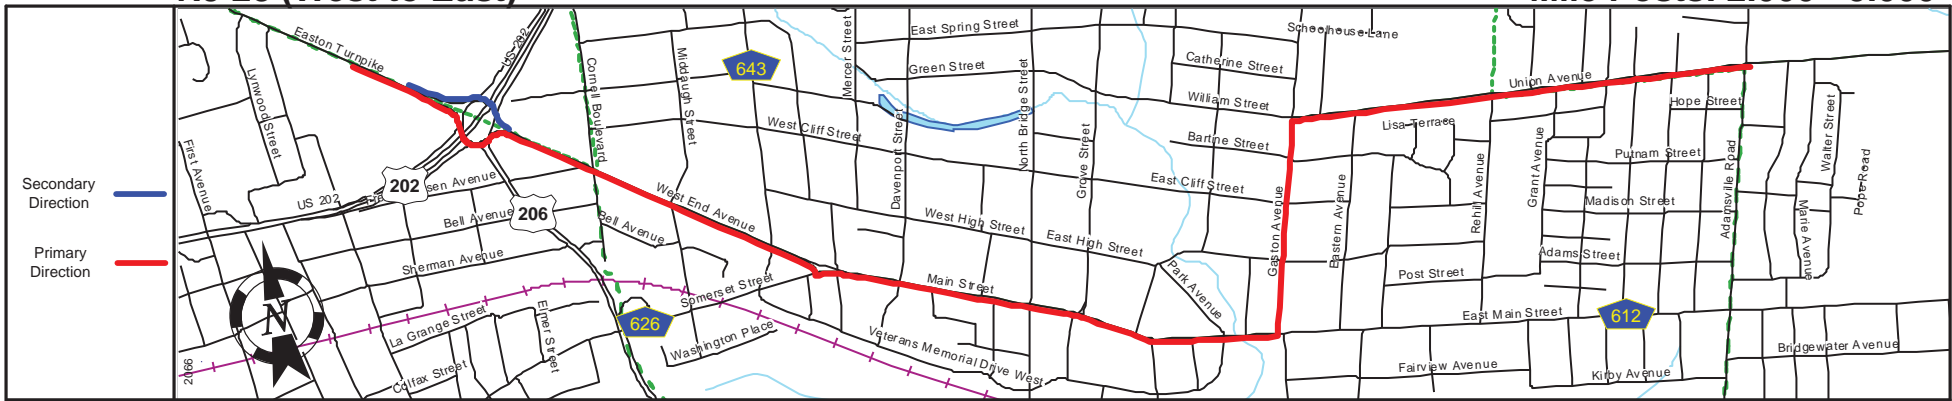 Secondary
Direction
Primary
Direction
Easton Turnpike
US 202
Lynwood Street
First Avenue
US 202
202
206
Bell Avenue
Sherman Avenue
La Grange Street
Colfax Street
Elmer Street
2066
N
Cornell Boulevard
Middaugh Street
643
Mercer Street
East Spring Street
Green Street
West Cliff Street
Davenport Street
North Bridge Street
Grove Street
West End Avenue
Bell Avenue
626
Somerset Street
Washington Place
Veterans Memorial Drive West
Main Street
West High Street
East High Street
East Cliff Street
Park Avenue
Catherine Street
William Street
Bartine Street
Schoolhouse Lane
Gaston Avenue
Eastern Avenue
Lisa Terrace
Union Avenue
Hope Street
Rehill Avenue
Grant Avenue
Putnam Street
Madison Street
Adams Street
Post Street
East Main Street
612
Fairview Avenue
Kirby Avenue
Bridgewater Avenue
Adamsville Road
Marie Avenue
Walter Street
Pope Road